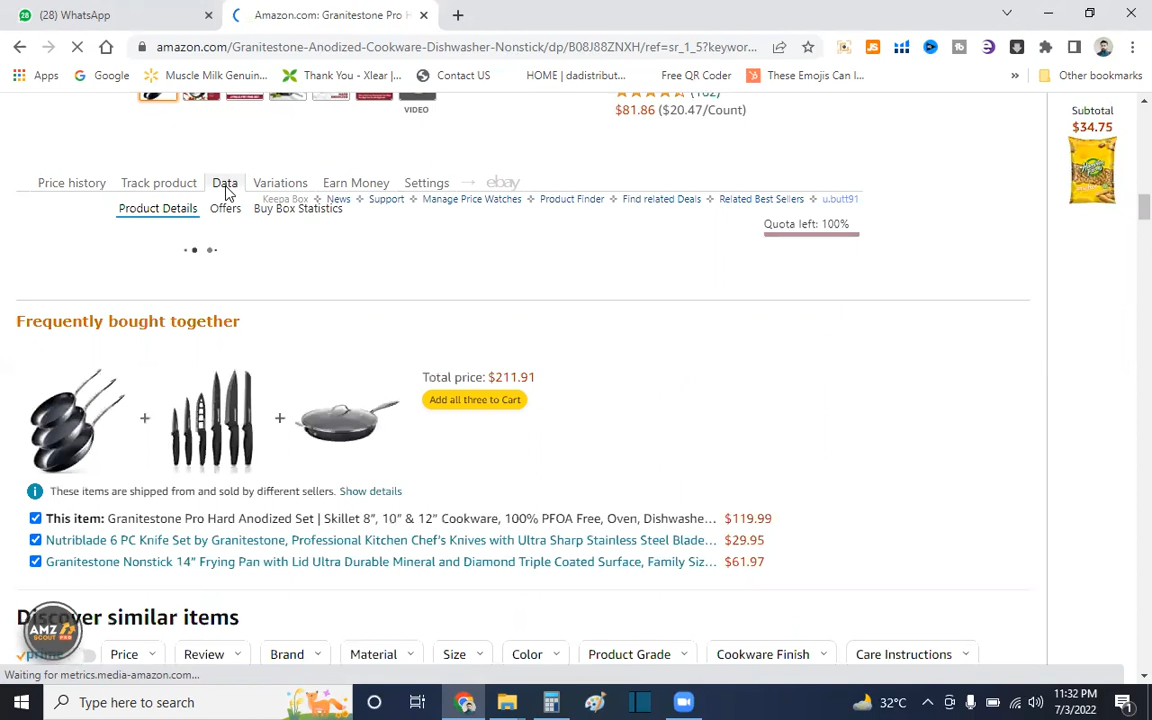 (28) WhatsApp
Amazon.com: Granitestone Pro H
amazon.com/Granitestone-Anodized-Cookware-Dishwasher-Nonstick/dp/B08J88ZNXH/ref=sr_1_5?keywor...
Apps Google Muscle Milk Genuin... Thank You - Xlear |... Contact US HOME | dadistribut... Free QR Coder These Emojis Can I... » Other bookmarks
VIDEO
$81.86 ($20.47/Count)
Subtotal
$34.75
Price history Track product Data Variations Earn Money Settings ebay
Keepa Box News Support Manage Price Watches Product Finder Find related Deals Related Best Sellers u.butt91
Product Details Offers Buy Box Statistics
Quota left: 100%
Frequently bought together
Total price: $211.91
Add all three to Cart
These items are shipped from and sold by different sellers. Show details
This item: Granitestone Pro Hard Anodized Set | Skillet 8”, 10” & 12” Cookware, 100% PFOA Free, Oven, Dishwashe... $119.99
Nutriblade 6 PC Knife Set by Granitestone, Professional Kitchen Chef's Knives with Ultra Sharp Stainless Steel Blade... $29.95
Granitestone Nonstick 14” Frying Pan with Lid Ultra Durable Mineral and Diamond Triple Coated Surface, Family Siz... $61.97
Discover similar items
AMZ SCOUT PRO
prime Price Review Brand Material Size Color Product Grade Cookware Finish Care Instructions
Waiting for metrics.media-amazon.com...
Type here to search
32°C
11:32 PM
7/3/2022